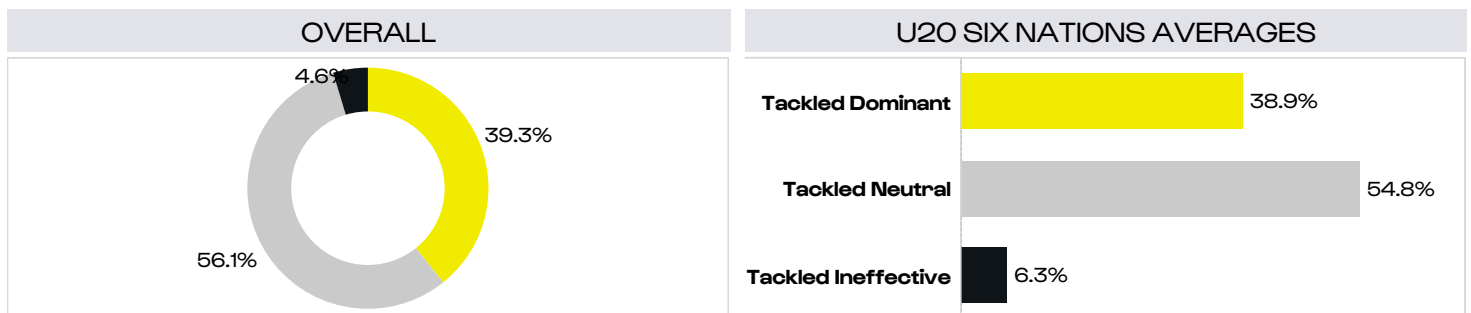 OVERALL
4.6%
39.3%
56.1%
U20 SIX NATIONS AVERAGES
Tackled Dominant 38.9%
Tackled Neutral 54.8%
Tackled Ineffective 6.3%